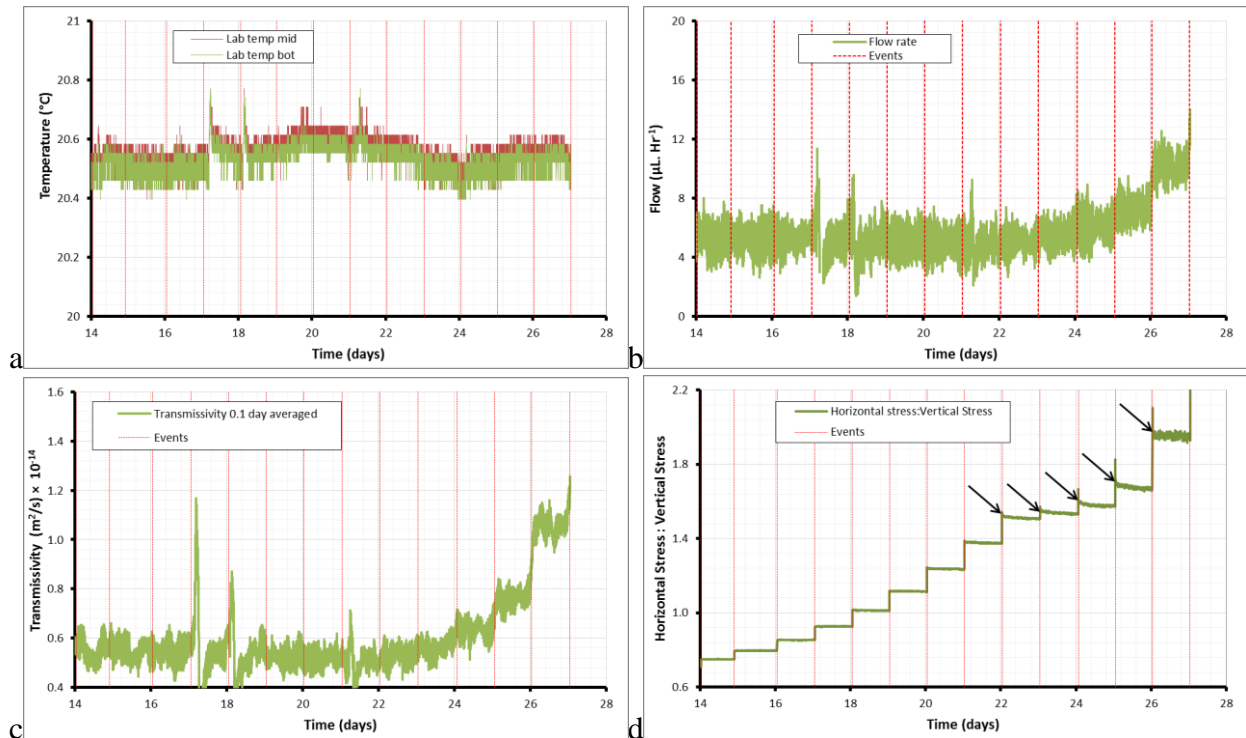 21
20.8
20.6
20.4
20.2
20
Temperature (°C)
Lab temp mid
Lab temp bot
14 16 18 20 22 24 26 28
Time (days)
a
20
16
12
8
4
0
Flow (µL. Hr⁻¹)
Flow rate
Events
14 16 18 20 22 24 26 28
Time (days)
b
1.6
1.4
1.2
1.0
0.8
0.6
0.4
Transmissivity (m²/s) × 10⁻¹⁴
Transmissivity 0.1 day averaged
Events
14 16 18 20 22 24 26 28
Time (days)
c
2.2
1.8
1.4
1.0
0.6
Horizontal Stress : Vertical Stress
Horizontal stress:Vertical Stress
Events
14 16 18 20 22 24 26 28
Time (days)
d